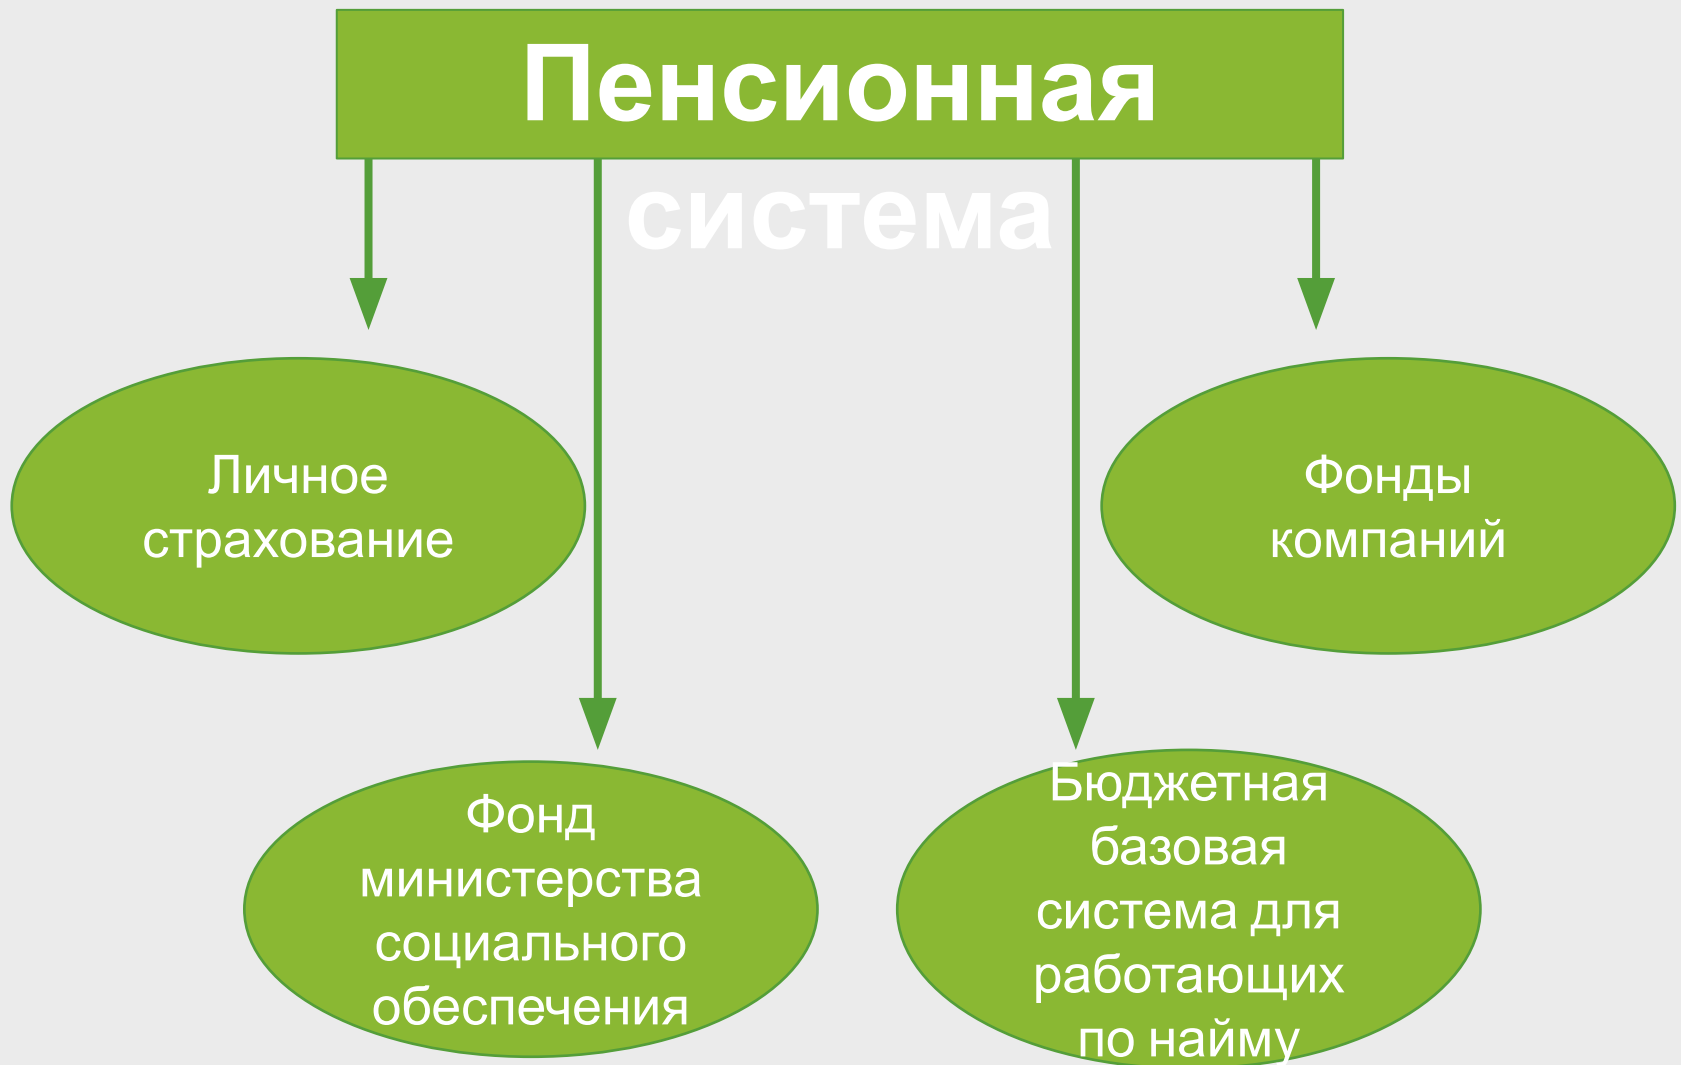 Пенсионная
система
Личное
страхование
Фонды
компаний
Фонд
министерства
социального
обеспечения
Бюджетная
базовая
система для
работающих
по найму